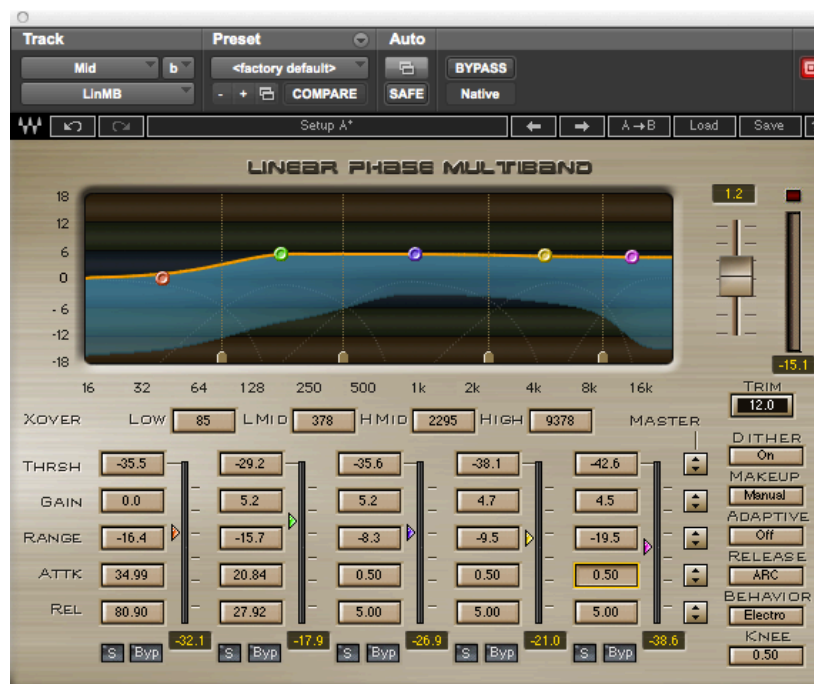 Track Preset Auto
Mid b <factory default> BYPASS
LinMB - + COMPARE SAFE Native
Setup A* A→B Load Save
LINEAR PHASE MULTIBAND
18 1.2
12
6
0
-6
-12
-18 -15.1
16 32 64 128 250 500 1k 2k 4k 8k 16k TRIM
12.0
XOVER LOW 85 LMID 378 HMID 2295 HIGH 9378 MASTER
DITHER
On
THRSH -35.5 -29.2 -35.6 -38.1 -42.6
MAKEUP
Manual
GAIN 0.0 5.2 5.2 4.7 4.5
ADAPTIVE
Off
RANGE -16.4 -15.7 -8.3 -9.5 -19.5
RELEASE
ARC
ATTK 34.99 20.84 0.50 0.50 0.50
BEHAVIOR
Electro
REL 80.90 27.92 5.00 5.00 5.00
KNEE
0.50
-32.1 -17.9 -26.9 -21.0 -38.6
S Byp S Byp S Byp S Byp S Byp